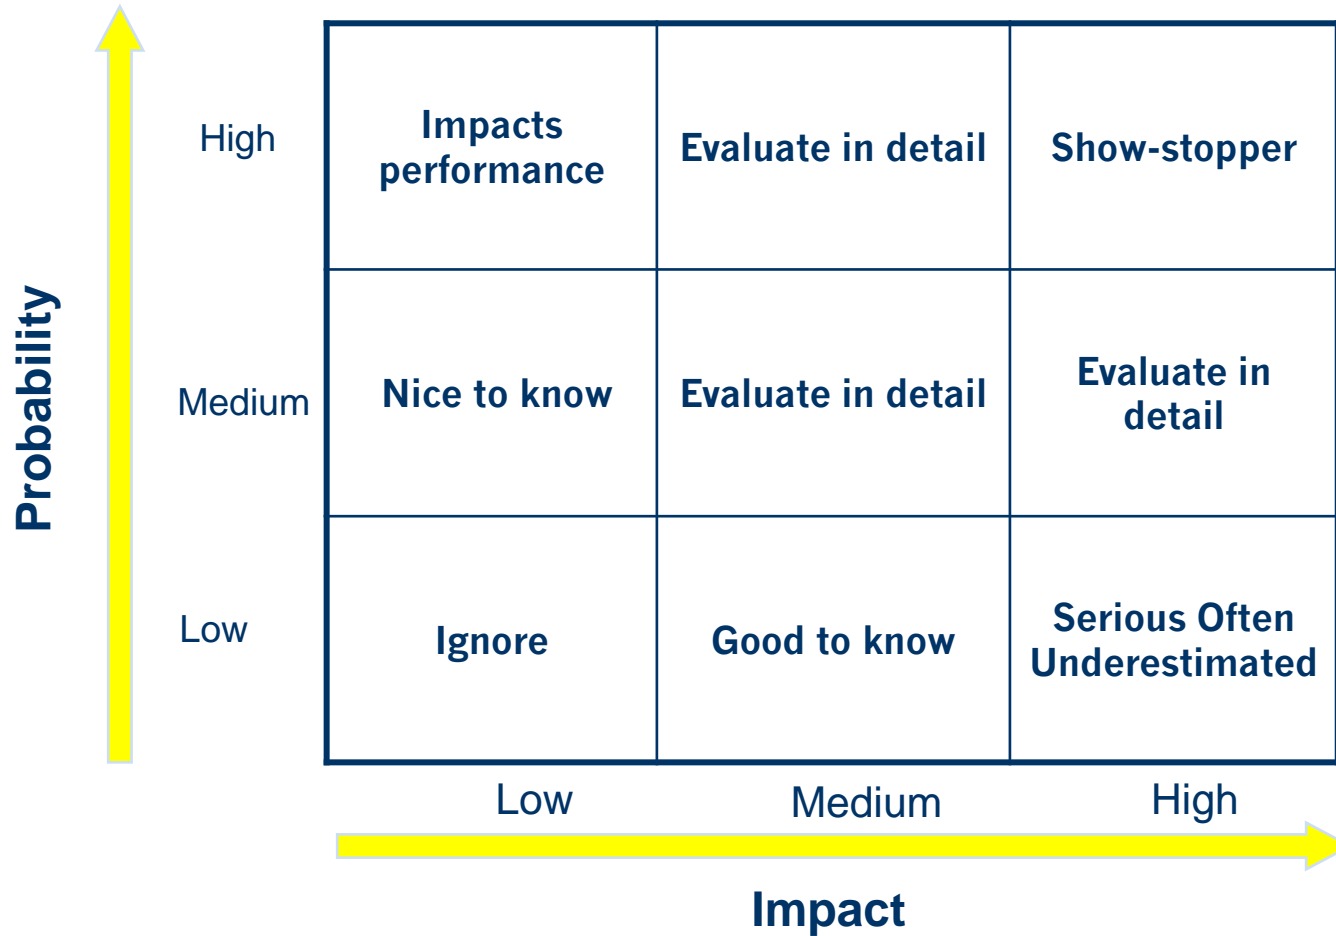 Probability
High
Impacts
performance
Evaluate in detail
Show-stopper
Medium
Nice to know
Evaluate in detail
Evaluate in
detail
Low
Ignore
Good to know
Serious Often
Underestimated
Low
Medium
High
Impact